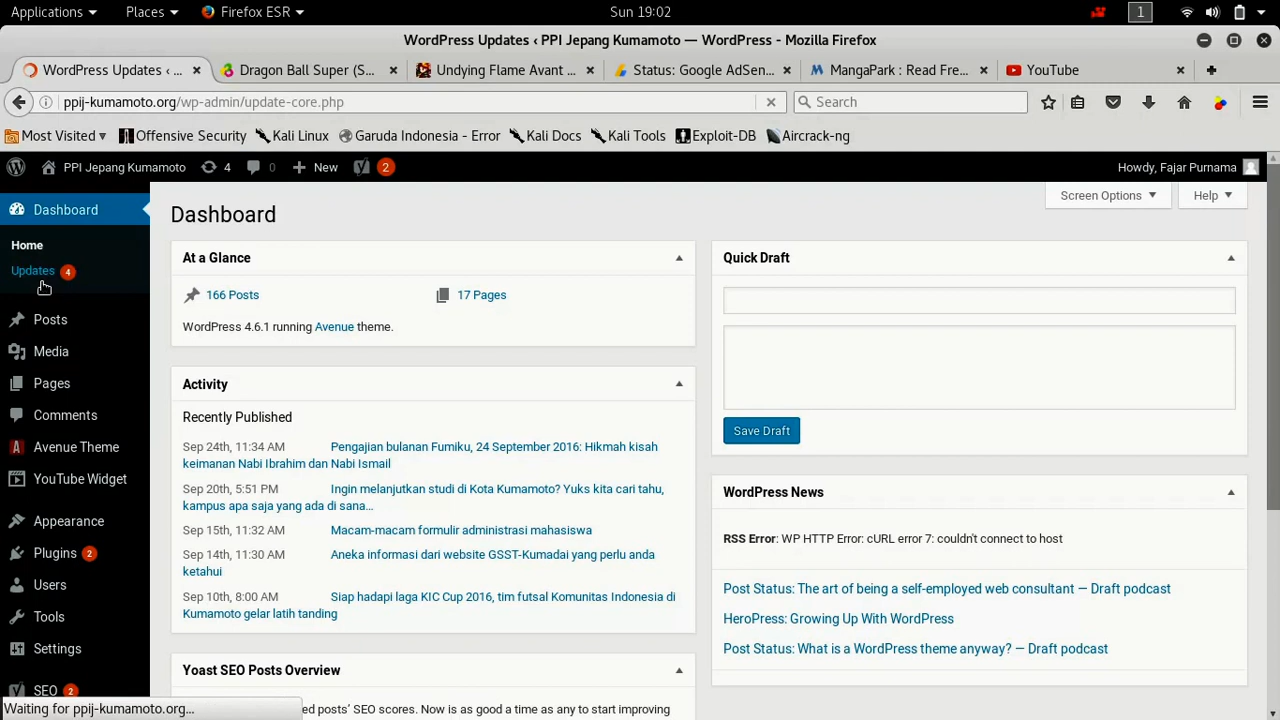 Applications ▾ Places ▾ Firefox ESR ▾ Sun 19:02 1
WordPress Updates ‹ PPI Jepang Kumamoto — WordPress - Mozilla Firefox
WordPress Updates ‹ ... Dragon Ball Super (S... Undying Flame Avant ... Status: Google AdSen... MangaPark : Read Fre... YouTube
ppij-kumamoto.org/wp-admin/update-core.php Search
Most Visited ▾ Offensive Security Kali Linux Garuda Indonesia - Error Kali Docs Kali Tools Exploit-DB Aircrack-ng
PPI Jepang Kumamoto 4 0 New 2 Howdy, Fajar Purnama
Screen Options Help
Dashboard
Home
Updates 4
Posts
Media
Pages
Comments
Avenue Theme
YouTube Widget
Appearance
Plugins 2
Users
Tools
Settings
SEO 2
Dashboard
At a Glance
166 Posts 17 Pages
WordPress 4.6.1 running Avenue theme.
Activity
Recently Published
Sep 24th, 11:34 AM Pengajian bulanan Fumiku, 24 September 2016: Hikmah kisah
keimanan Nabi Ibrahim dan Nabi Ismail
Sep 20th, 5:51 PM Ingin melanjutkan studi di Kota Kumamoto? Yuks kita cari tahu,
kampus apa saja yang ada di sana…
Sep 15th, 11:32 AM Macam-macam formulir administrasi mahasiswa
Sep 14th, 11:30 AM Aneka informasi dari website GSST-Kumadai yang perlu anda
ketahui
Sep 10th, 8:00 AM Siap hadapi laga KIC Cup 2016, tim futsal Komunitas Indonesia di
Kumamoto gelar latih tanding
Yoast SEO Posts Overview
ed posts' SEO scores. Now is as good a time as any to start improving
Quick Draft
Save Draft
WordPress News
RSS Error: WP HTTP Error: cURL error 7: couldn't connect to host
Post Status: The art of being a self-employed web consultant — Draft podcast
HeroPress: Growing Up With WordPress
Post Status: What is a WordPress theme anyway? — Draft podcast
Waiting for ppij-kumamoto.org...